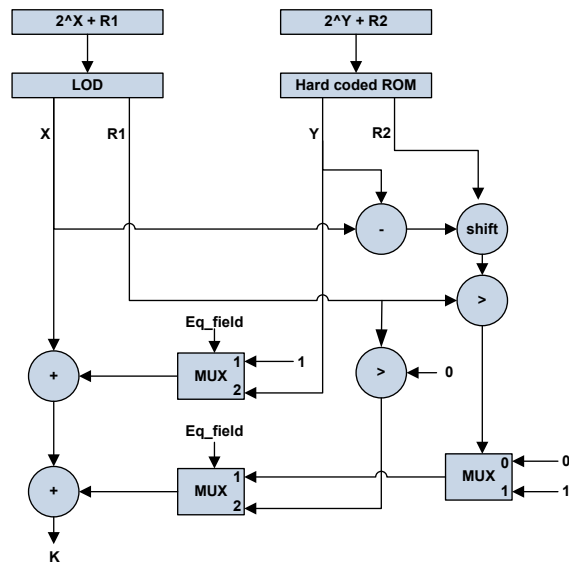 2^X + R1
2^Y + R2
LOD
Hard coded ROM
X
R1
Y
R2
-
shift
>
Eq_field
+
MUX
1
2
1
>
0
Eq_field
+
MUX
1
2
MUX
0
1
0
1
K